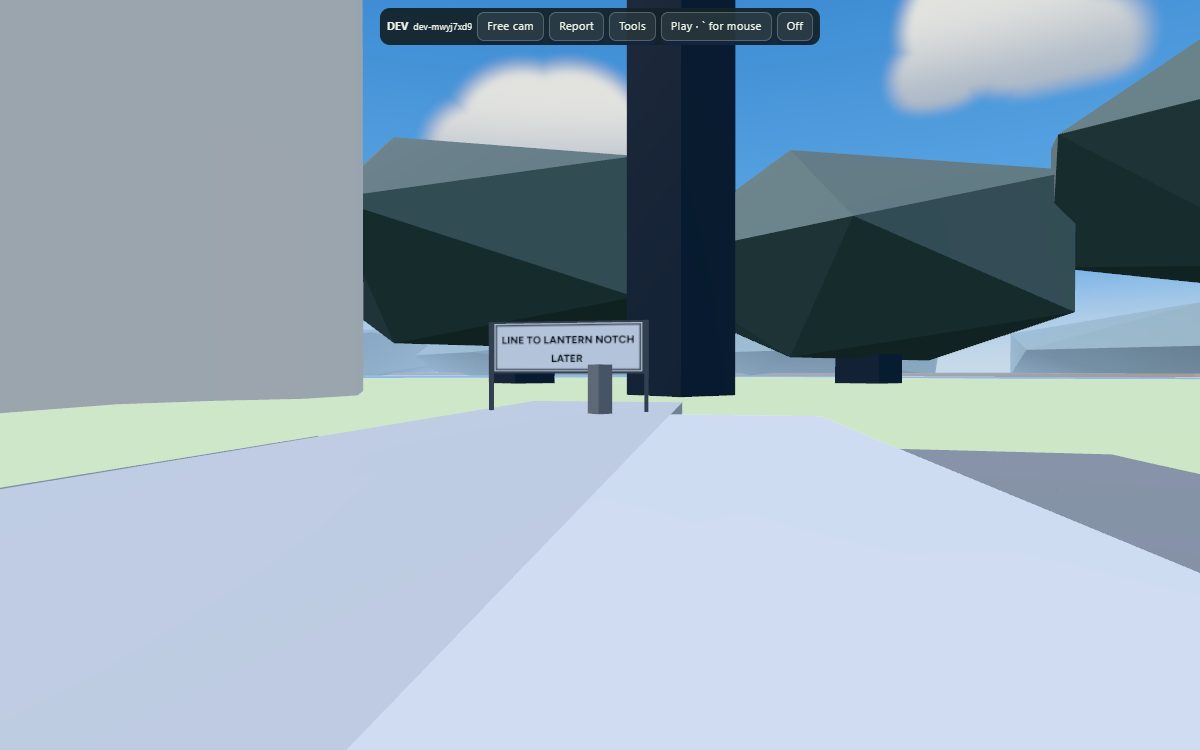 DEV dev-mwyj7xd9 Free cam Report Tools Play · ` for mouse Off
LINE TO LANTERN NOTCH
LATER